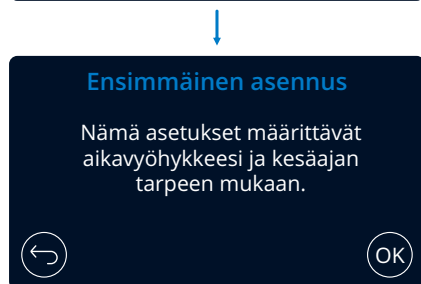 Ensimmäinen asennus
Nämä asetukset määrittävät
aikavyöhykkeesi ja kesäajan
tarpeen mukaan.
OK